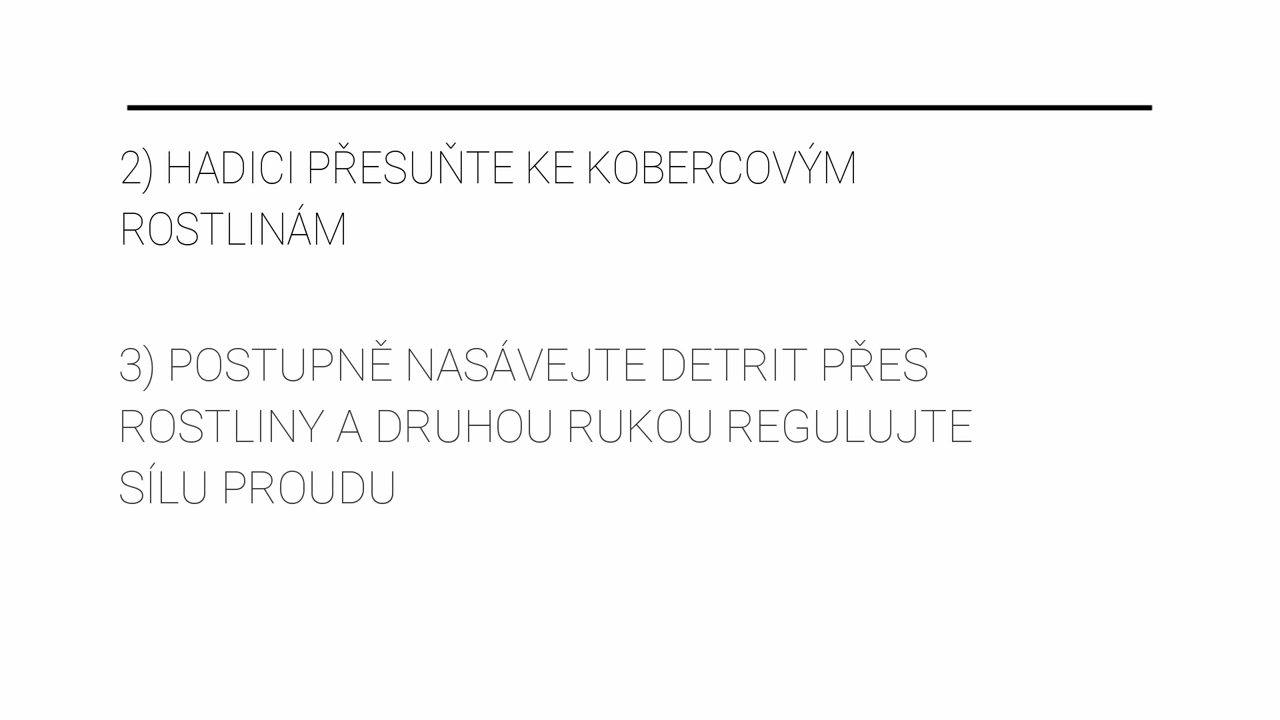 2) HADICI PŘESUŇTE KE KOBERCOVÝM
ROSTLINÁM
3) POSTUPNĚ NASÁVEJTE DETRIT PŘES
ROSTLINY A DRUHOU RUKOU REGULUJTE
SÍLU PROUDU